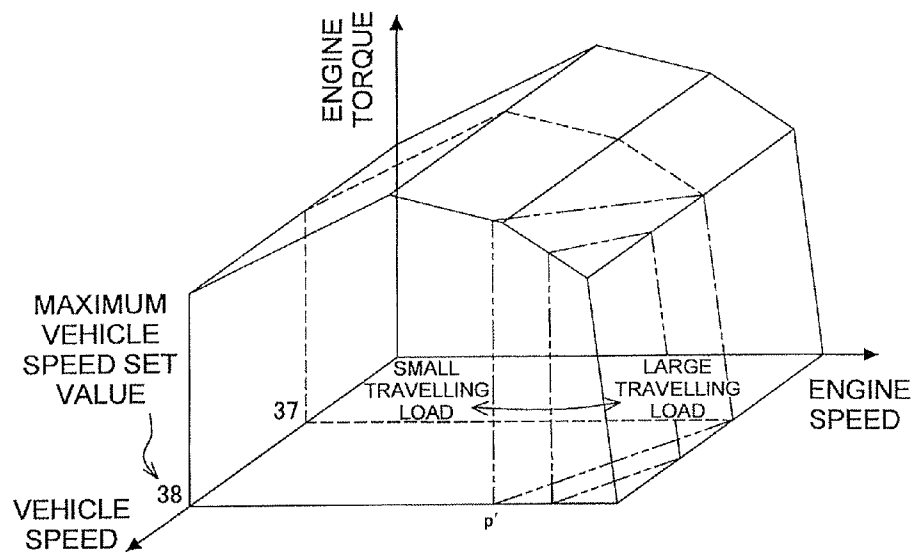 ENGINE
TORQUE
MAXIMUM
VEHICLE
SPEED SET
VALUE
SMALL
TRAVELLING
LOAD
LARGE
TRAVELLING
LOAD
ENGINE
SPEED
37
38
VEHICLE
SPEED
p'